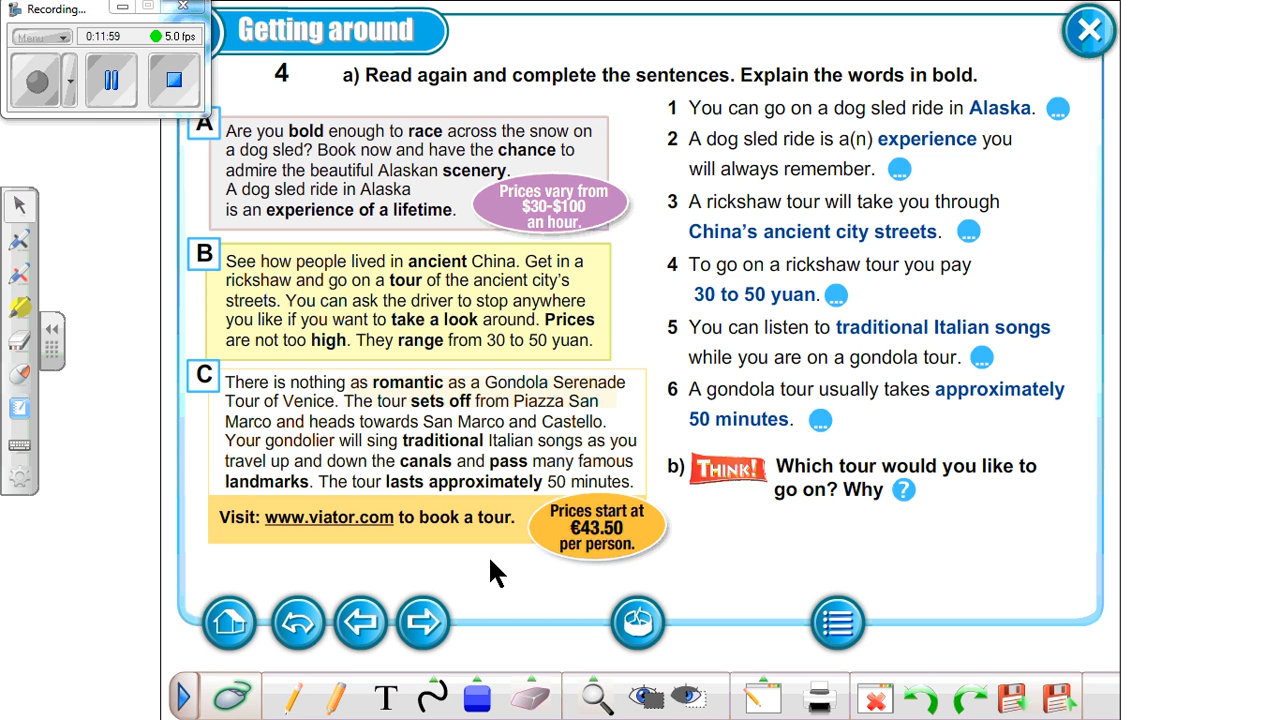 Recording...
Menu
0:11:59
5.0 fps
Getting around
4
a) Read again and complete the sentences. Explain the words in bold.
A
Are you bold enough to race across the snow on
a dog sled? Book now and have the chance to
admire the beautiful Alaskan scenery.
A dog sled ride in Alaska
is an experience of a lifetime.
Prices vary from
$30-$100
an hour.
B
See how people lived in ancient China. Get in a
rickshaw and go on a tour of the ancient city's
streets. You can ask the driver to stop anywhere
you like if you want to take a look around. Prices
are not too high. They range from 30 to 50 yuan.
C
There is nothing as romantic as a Gondola Serenade
Tour of Venice. The tour sets off from Piazza San
Marco and heads towards San Marco and Castello.
Your gondolier will sing traditional Italian songs as you
travel up and down the canals and pass many famous
landmarks. The tour lasts approximately 50 minutes.
Visit: www.viator.com to book a tour.
Prices start at
€43.50
per person.
1 You can go on a dog sled ride in Alaska. ...
2 A dog sled ride is a(n) experience you
will always remember. ...
3 A rickshaw tour will take you through
China's ancient city streets. ...
4 To go on a rickshaw tour you pay
30 to 50 yuan. ...
5 You can listen to traditional Italian songs
while you are on a gondola tour. ...
6 A gondola tour usually takes approximately
50 minutes. ...
b) THINK! Which tour would you like to
go on? Why ?
T